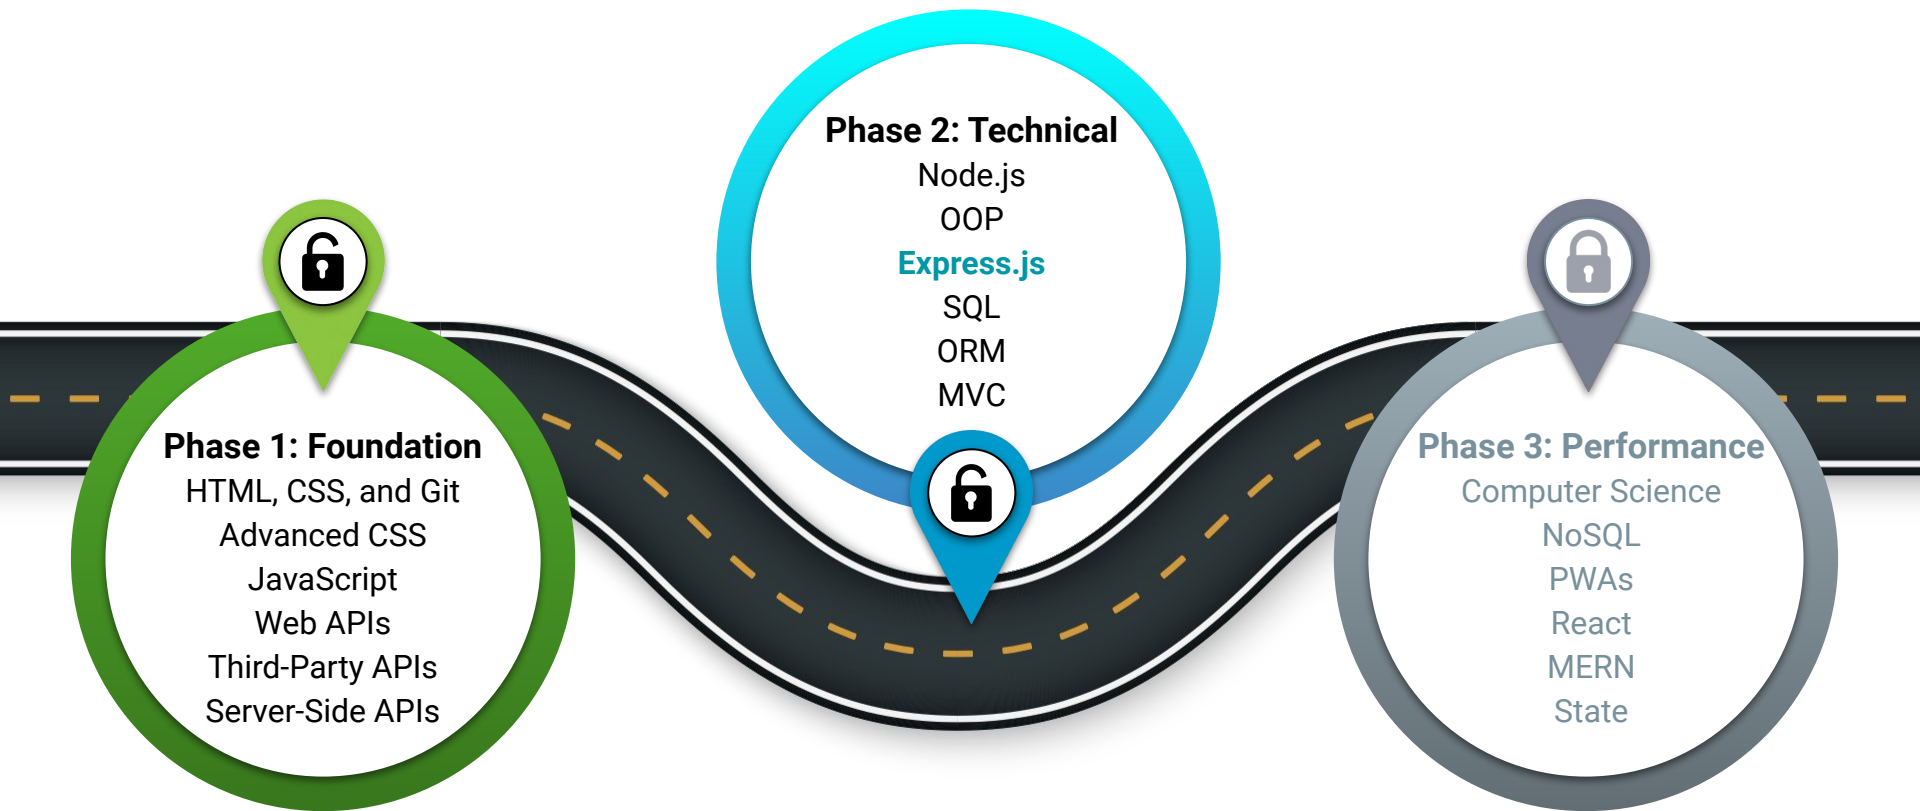 Phase 1: Foundation
HTML, CSS, and Git
Advanced CSS
JavaScript
Web APIs
Third-Party APIs
Server-Side APIs
Phase 2: Technical
Node.js
OOP
Express.js
SQL
ORM
MVC
Phase 3: Performance
Computer Science
NoSQL
PWAs
React
MERN
State